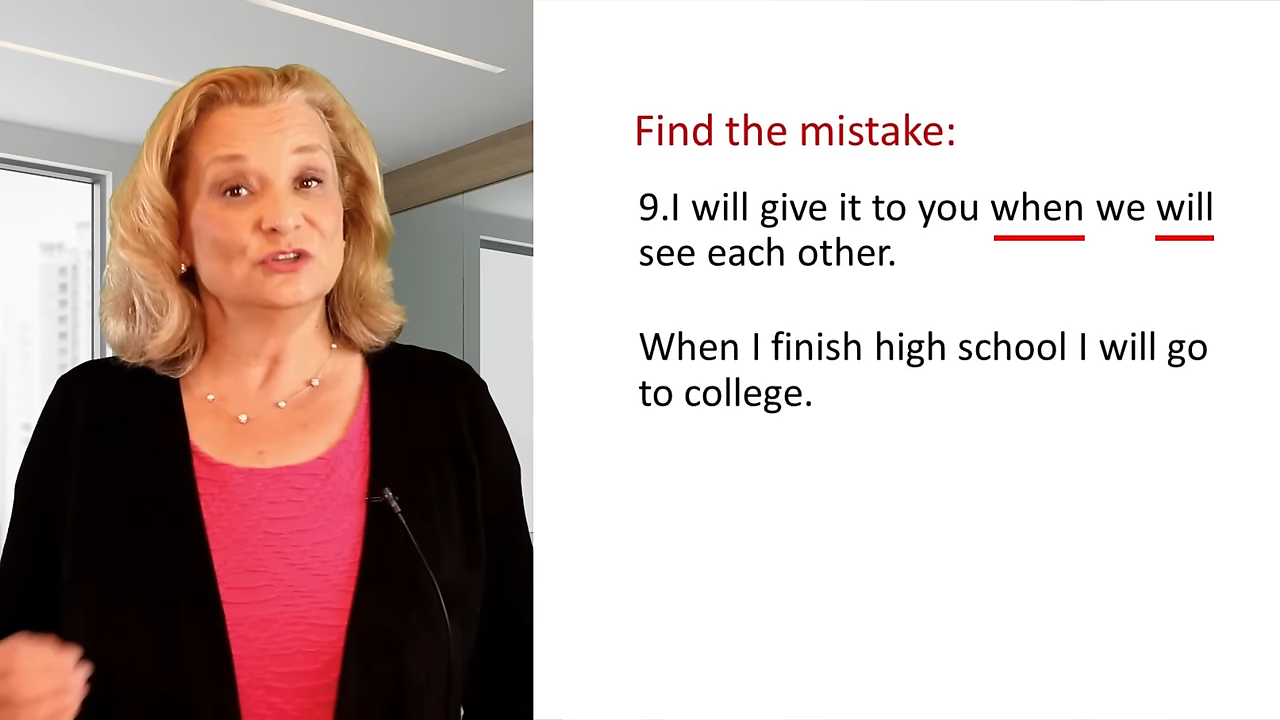 Find the mistake:
9.I will give it to you when we will
see each other.
When I finish high school I will go
to college.